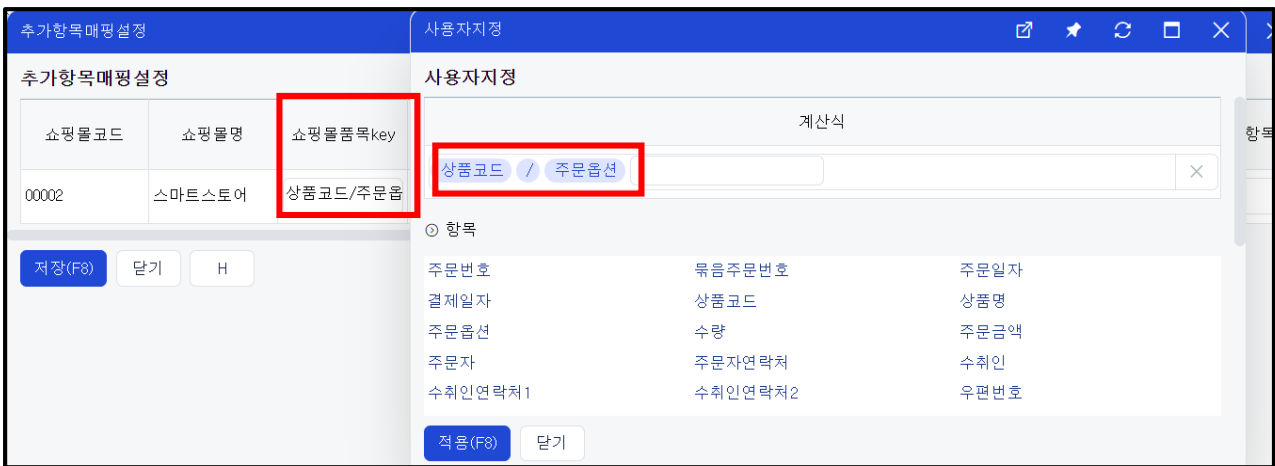 추가항목매핑설정
사용자지정
추가항목매핑설정
사용자지정
쇼핑몰코드 쇼핑몰명 쇼핑몰품목key
계산식
항목
상품코드 / 주문옵션
00002 스마트스토어 상품코드/주문옵
항목
저장(F8) 닫기 H
주문번호 묶음주문번호 주문일자
결제일자 상품코드 상품명
주문옵션 수량 주문금액
주문자 주문자연락처 수취인
수취인연락처1 수취인연락처2 우편번호
적용(F8) 닫기